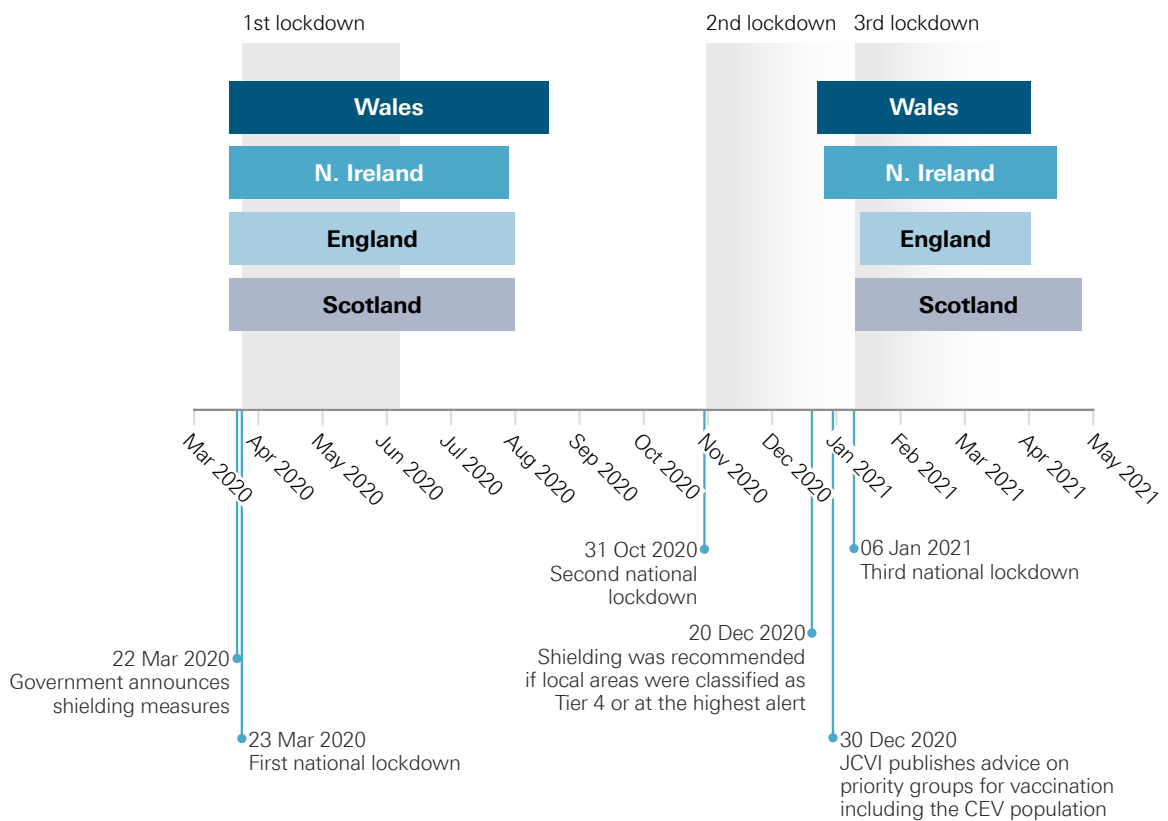 1st lockdown
2nd lockdown
3rd lockdown
Wales
Wales
N. Ireland
N. Ireland
England
England
Scotland
Scotland
Mar 2020
Apr 2020
May 2020
Jun 2020
Jul 2020
Aug 2020
Sep 2020
Oct 2020
Nov 2020
Dec 2020
Jan 2021
Feb 2021
Mar 2021
Apr 2021
May 2021
31 Oct 2020
Second national
lockdown
06 Jan 2021
Third national lockdown
20 Dec 2020
Shielding was recommended
if local areas were classified as
Tier 4 or at the highest alert
22 Mar 2020
Government announces
shielding measures
23 Mar 2020
First national lockdown
30 Dec 2020
JCVI publishes advice on
priority groups for vaccination
including the CEV population